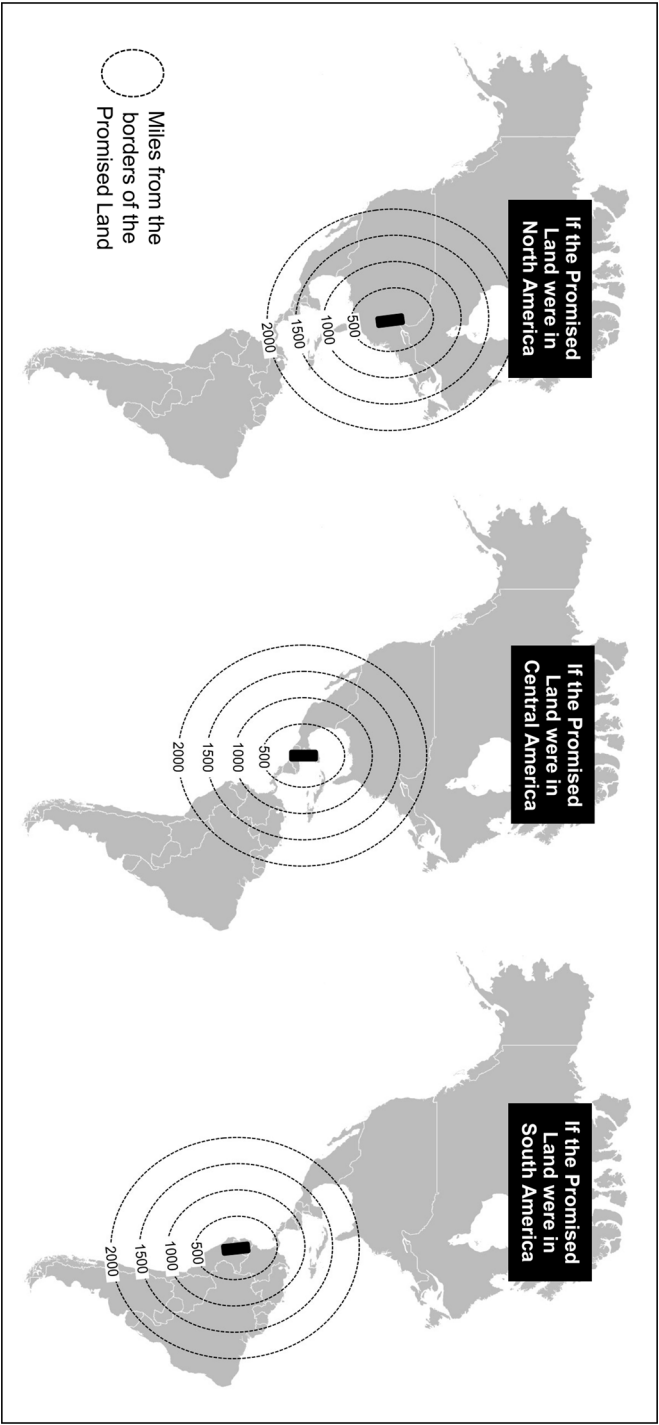 If the Promised
Land were in
North America
500
1000
1500
2000
Miles from the
borders of the
Promised Land
If the Promised
Land were in
Central America
500
1000
1500
2000
If the Promised
Land were in
South America
500
1000
1500
2000